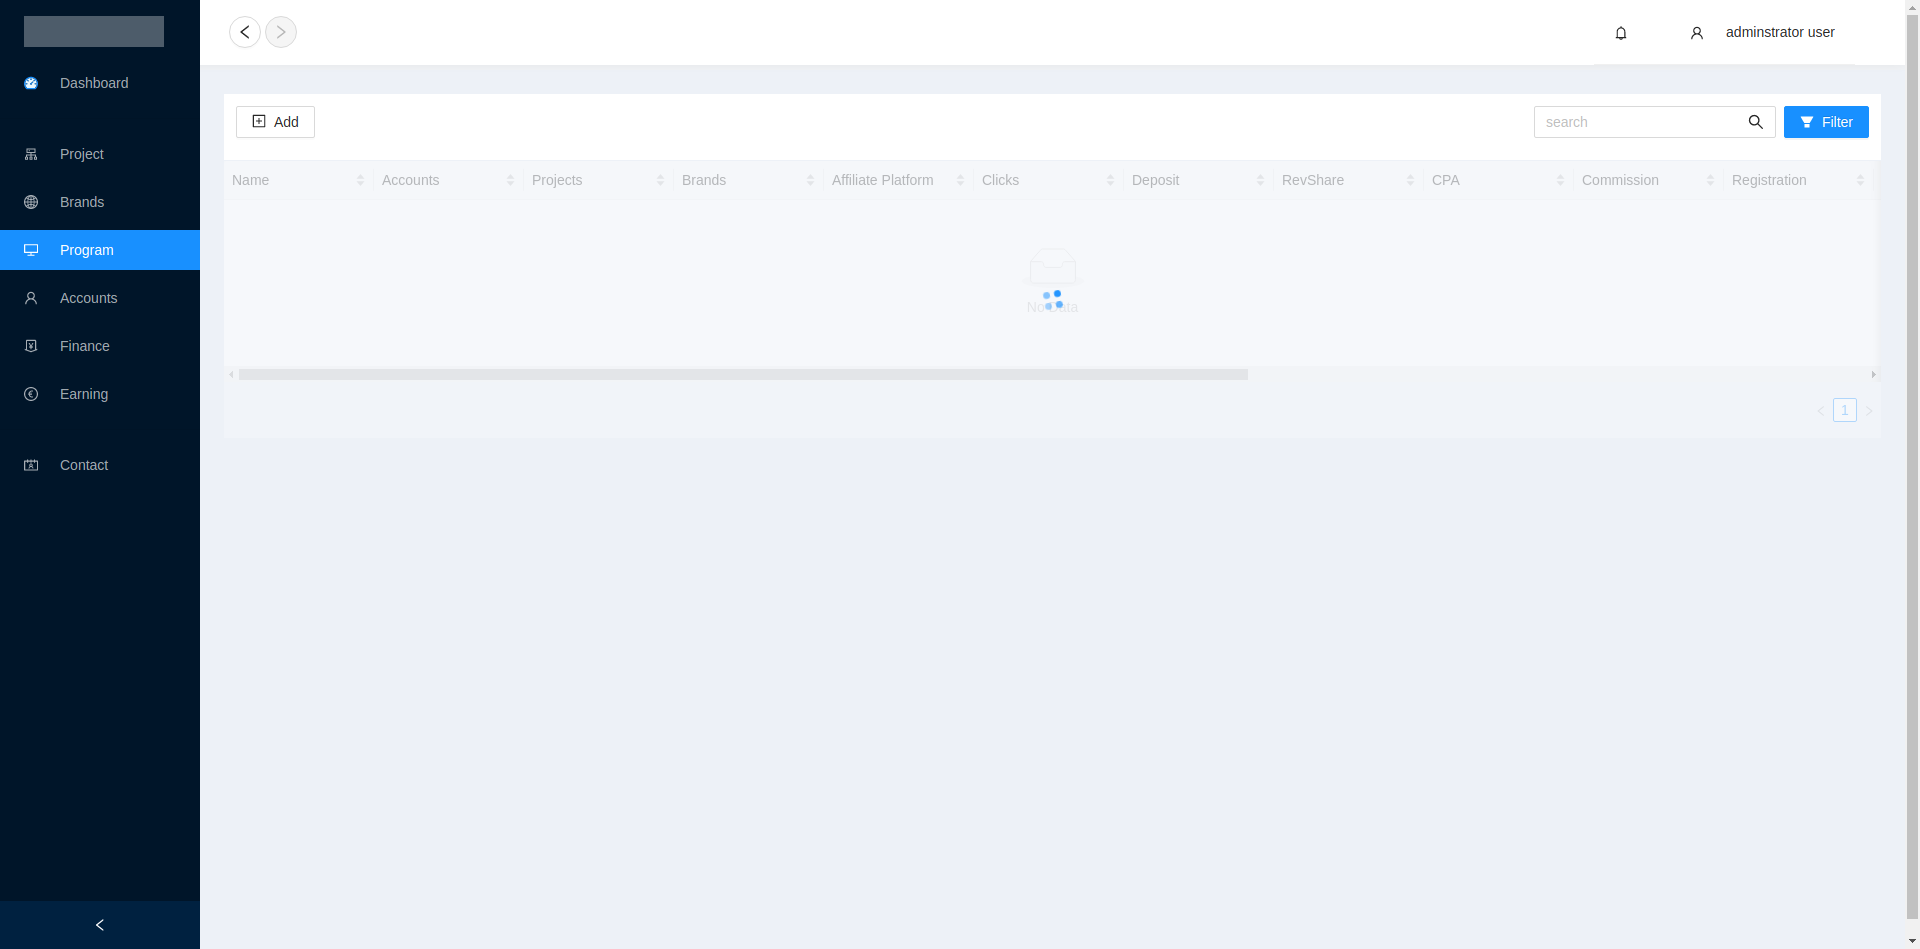 adminstrator user
Dashboard
Project
Brands
Program
Accounts
Finance
Earning
Contact
Add
search
Filter
Name Accounts Projects Brands Affiliate Platform Clicks Deposit RevShare CPA Commission Registration
No Data
1